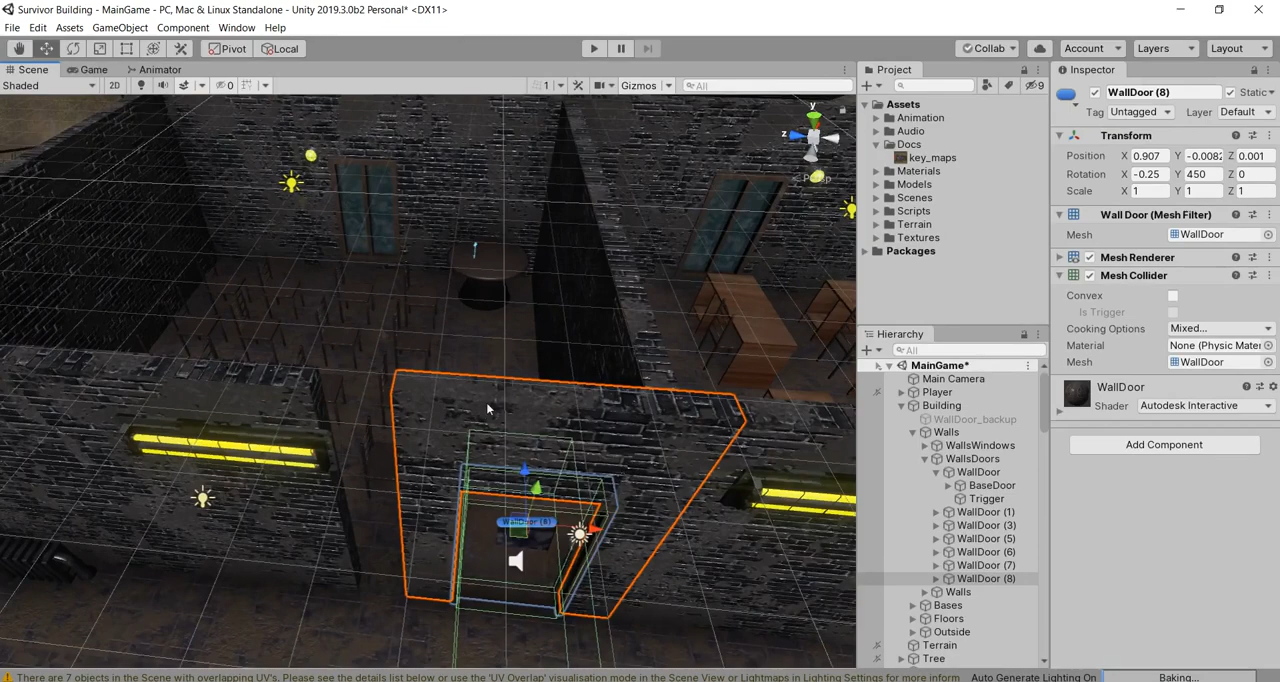 Survivor Building - MainGame - PC, Mac & Linux Standalone - Unity 2019.3.0b2 Personal* <DX11>
File Edit Assets GameObject Component Window Help
Pivot Local Collab Account Layers Layout
Scene Game Animator
Shaded 2D 0 1 Gizmos All
y
z
Persp
WallDoor (8)
Project
9
Assets
Animation
Audio
Docs
key_maps
Materials
Models
Scenes
Scripts
Terrain
Textures
Packages
Hierarchy
All
MainGame*
Main Camera
Player
Building
WallDoor_backup
Walls
WallsWindows
WallsDoors
WallDoor
BaseDoor
Trigger
WallDoor (1)
WallDoor (3)
WallDoor (5)
WallDoor (6)
WallDoor (7)
WallDoor (8)
Walls
Bases
Floors
Outside
Terrain
Tree
Inspector
WallDoor (8) Static
Tag Untagged Layer Default
Transform
Position X 0.907 Y -0.0082 Z 0.001
Rotation X -0.25 Y 450 Z 0
Scale X 1 Y 1 Z 1
Wall Door (Mesh Filter)
Mesh WallDoor
Mesh Renderer
Mesh Collider
Convex
Is Trigger
Cooking Options Mixed...
Material None (Physic Mater
Mesh WallDoor
WallDoor
Shader Autodesk Interactive
Add Component
There are 7 objects in the Scene with overlapping UV's. Please see the details list below or use the 'UV Overlap' visualisation mode in the Scene View or Lightmaps in Lighting Settings for more inform Auto Generate Lighting On Baking...